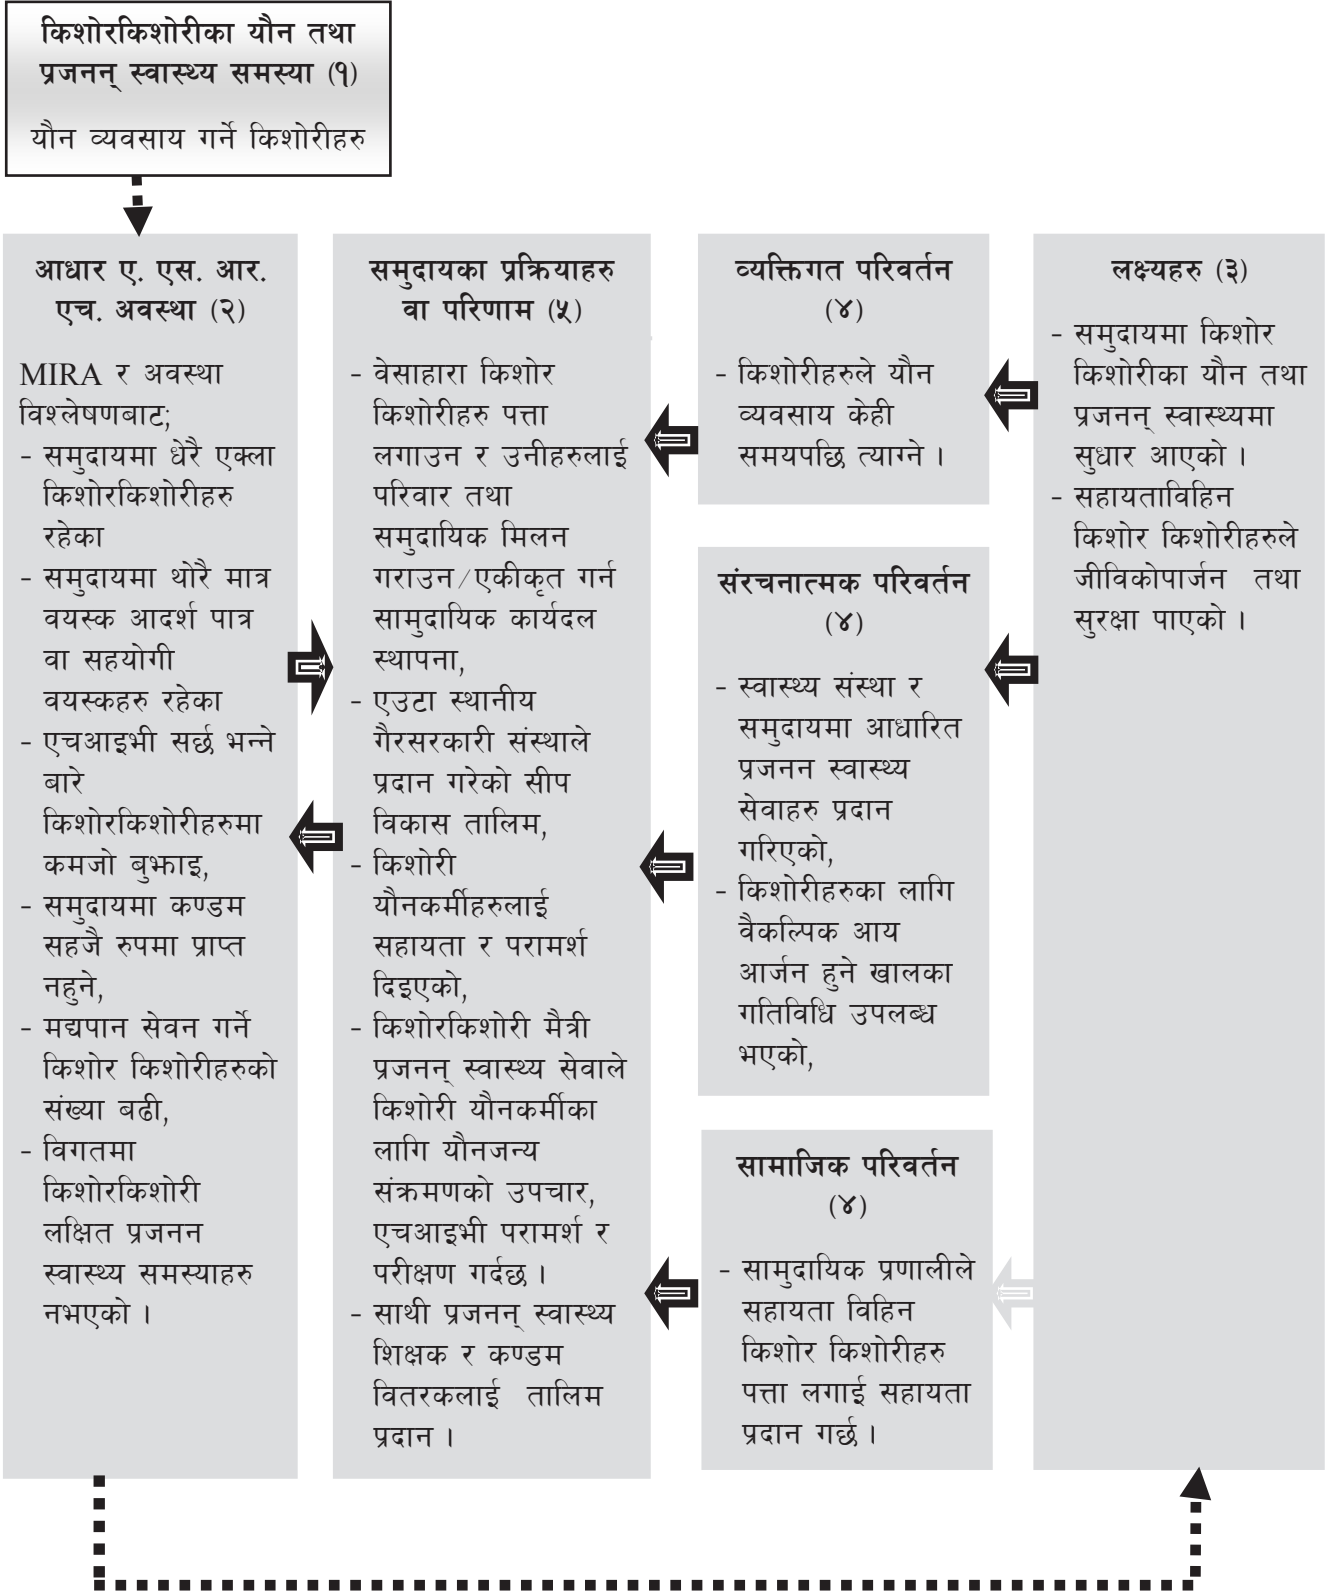 किशोरकिशोरीका यौन तथा
प्रजनन् स्वास्थ्य समस्या (१)
यौन व्यवसाय गर्ने किशोरीहरु
आधार ए. एस. आर.
एच. अवस्था (२)
MIRA र अवस्था
विश्लेषणबाट;
- समुदायमा धेरै एक्ला
किशोरकिशोरीहरु
रहेका
- समुदायमा थोरै मात्र
वयस्क आदर्श पात्र
वा सहयोगी
वयस्कहरु रहेका
- एचआइभी सर्छ भन्ने
बारे
किशोरकिशोरीहरुमा
कमजो बुझाइ,
- समुदायमा कण्डम
सहजै रुपमा प्राप्त
नहुने,
- मद्यपान सेवन गर्ने
किशोर किशोरीहरुको
संख्या बढी,
- विगतमा
किशोरकिशोरी
लक्षित प्रजनन
स्वास्थ्य समस्याहरु
नभएको ।
समुदायका प्रक्रियाहरु
वा परिणाम (५)
- वेसाहारा किशोर
किशोरीहरु पत्ता
लगाउन र उनीहरुलाई
परिवार तथा
समुदायिक मिलन
गराउन/एकीकृत गर्न
सामुदायिक कार्यदल
स्थापना,
- एउटा स्थानीय
गैरसरकारी संस्थाले
प्रदान गरेको सीप
विकास तालिम,
- किशोरी
यौनकर्मीहरुलाई
सहायता र परामर्श
दिइएको,
- किशोरकिशोरी मैत्री
प्रजनन् स्वास्थ्य सेवाले
किशोरी यौनकर्मीका
लागि यौनजन्य
संक्रमणको उपचार,
एचआइभी परामर्श र
परीक्षण गर्दछ ।
- साथी प्रजनन् स्वास्थ्य
शिक्षक र कण्डम
वितरकलाई तालिम
प्रदान ।
व्यक्तिगत परिवर्तन
(४)
- किशोरीहरुले यौन
व्यवसाय केही
समयपछि त्याग्ने ।
संरचनात्मक परिवर्तन
(४)
- स्वास्थ्य संस्था र
समुदायमा आधारित
प्रजनन स्वास्थ्य
सेवाहरु प्रदान
गरिएको,
- किशोरीहरुका लागि
वैकल्पिक आय
आर्जन हुने खालका
गतिविधि उपलब्ध
भएको,
सामाजिक परिवर्तन
(४)
- सामुदायिक प्रणालीले
सहायता विहिन
किशोर किशोरीहरु
पत्ता लगाई सहायता
प्रदान गर्छ ।
लक्ष्यहरु (३)
- समुदायमा किशोर
किशोरीका यौन तथा
प्रजनन् स्वास्थ्यमा
सुधार आएको ।
- सहायताविहिन
किशोर किशोरीहरुले
जीविकोपार्जन तथा
सुरक्षा पाएको ।